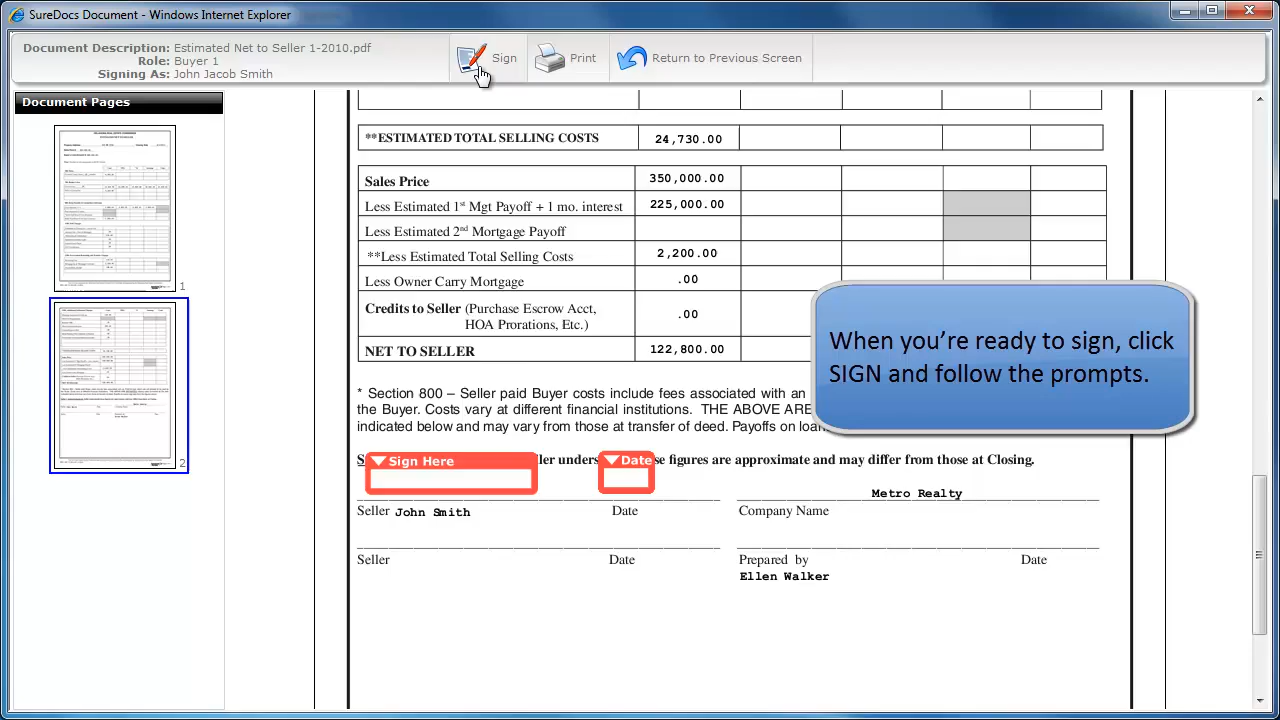 SureDocs Document - Windows Internet Explorer
Document Description: Estimated Net to Seller 1-2010.pdf
Role: Buyer 1
Signing As: John Jacob Smith
Sign
Print
Return to Previous Screen
Document Pages
1
2
**ESTIMATED TOTAL SELLING COSTS 24,730.00
Sales Price 350,000.00
Less Estimated 1st Mgt Payoff Inc. mo. interest 225,000.00
Less Estimated 2nd Mortgage Payoff
**Less Estimated Total Selling Costs 2,200.00
Less Owner Carry Mortgage .00
Credits to Seller (Purchase Escrow Acct, .00
HOA Prorations, Etc.)
NET TO SELLER 122,800.00
When you're ready to sign, click
SIGN and follow the prompts.
* Section 800 – Seller and Buyer costs include fees associated with
the Buyer. Costs vary at different financial institutions. THE ABOVE ARE
indicated below and may vary from those at transfer of deed. Payoffs on
Sign Here
Date
figures are approximate and may differ from those at Closing.
Metro Realty
Seller John Smith Date Company Name
Seller Date Prepared by Date
Ellen Walker